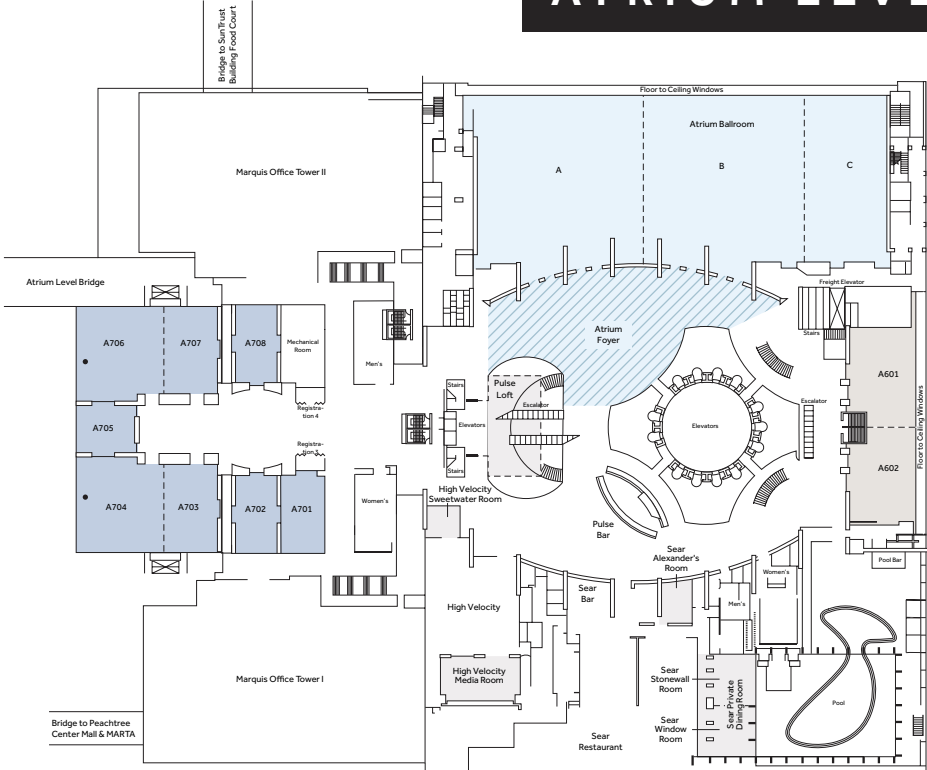 ATRIUM LEVE
Bridge to SunTrust
Building Food Court
Floor to Ceiling Windows
Atrium Ballroom
A
B
C
Marquis Office Tower II
Atrium Level Bridge
Freight Elevator
Stairs
A706
A707
A708
Mechanical
Room
Men's
Atrium
Foyer
Pulse
Loft
Escalator
Stairs
Elevators
Stairs
Registra-
tion 4
A705
Registra-
tion 3
Elevators
Escalator
A601
A602
Floor to Ceiling Windows
A704
A703
A702
A701
Women's
High Velocity
Sweetwater Room
Pulse
Bar
Sear
Alexander's
Room
Sear
Bar
Women's
Men's
Pool Bar
High Velocity
High Velocity
Media Room
Marquis Office Tower I
Sear
Stonewall
Room
Sear Private
Dining Room
Sear
Window
Room
Pool
Sear
Restaurant
Bridge to Peachtree
Center Mall & MARTA